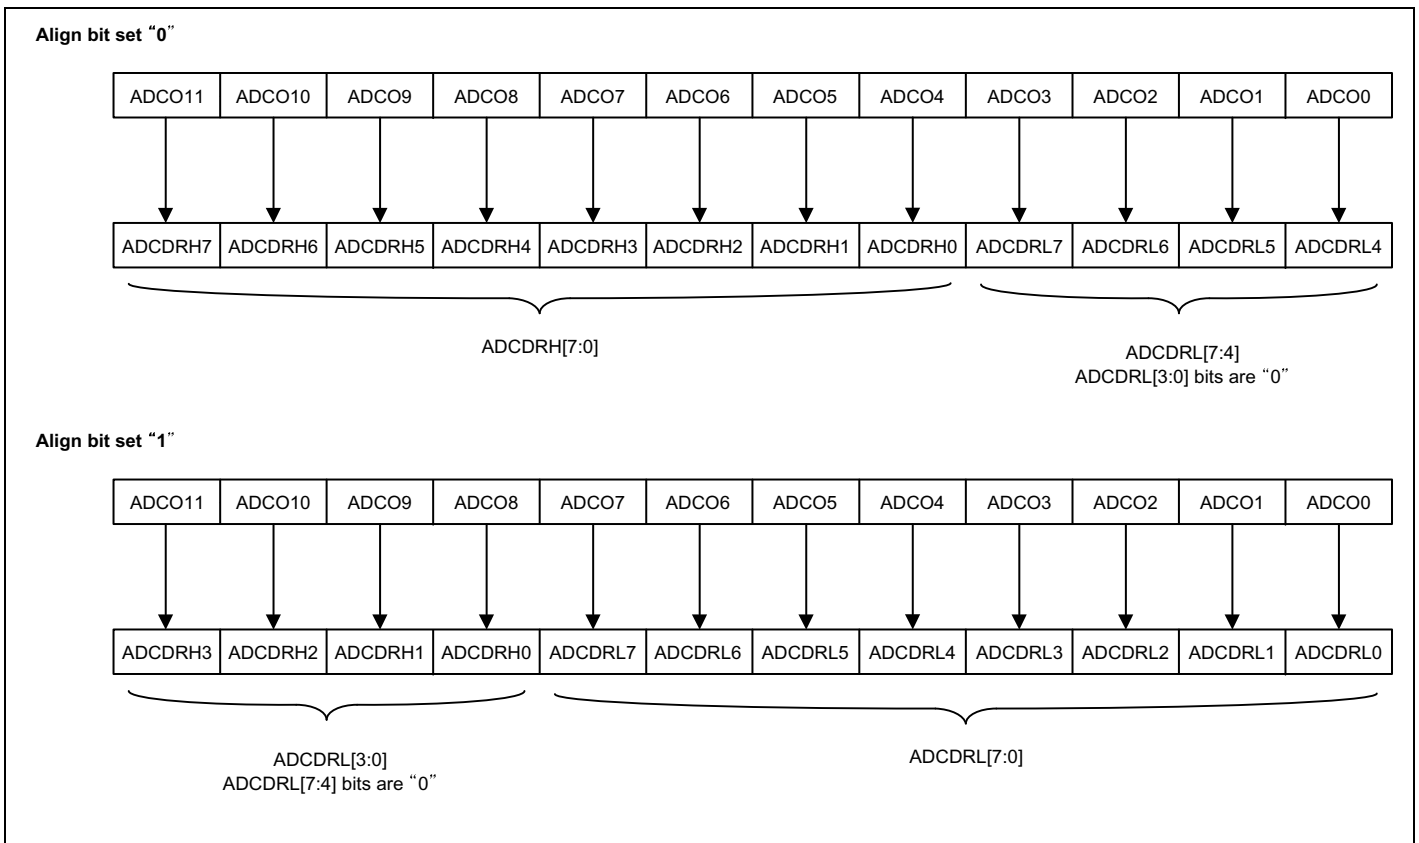 Align bit set “0”
ADCO11 ADCO10 ADCO9 ADCO8 ADCO7 ADCO6 ADCO5 ADCO4 ADCO3 ADCO2 ADCO1 ADCO0
ADCDRH7 ADCDRH6 ADCDRH5 ADCDRH4 ADCDRH3 ADCDRH2 ADCDRH1 ADCDRH0 ADCDRL7 ADCDRL6 ADCDRL5 ADCDRL4
ADCDRH[7:0]
ADCDRL[7:4]
ADCDRL[3:0] bits are “0”
Align bit set “1”
ADCO11 ADCO10 ADCO9 ADCO8 ADCO7 ADCO6 ADCO5 ADCO4 ADCO3 ADCO2 ADCO1 ADCO0
ADCDRH3 ADCDRH2 ADCDRH1 ADCDRH0 ADCDRL7 ADCDRL6 ADCDRL5 ADCDRL4 ADCDRL3 ADCDRL2 ADCDRL1 ADCDRL0
ADCDRL[3:0]
ADCDRL[7:4] bits are “0”
ADCDRL[7:0]